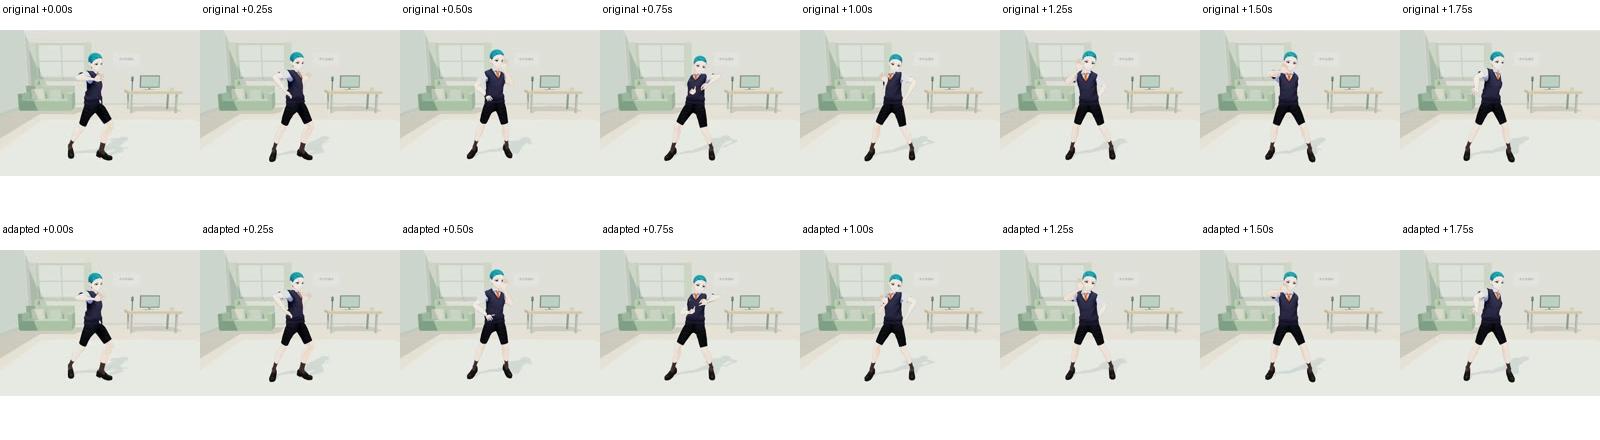 original +0.00s
original +0.25s
original +0.50s
original +0.75s
original +1.00s
original +1.25s
original +1.50s
original +1.75s
adapted +0.00s
adapted +0.25s
adapted +0.50s
adapted +0.75s
adapted +1.00s
adapted +1.25s
adapted +1.50s
adapted +1.75s